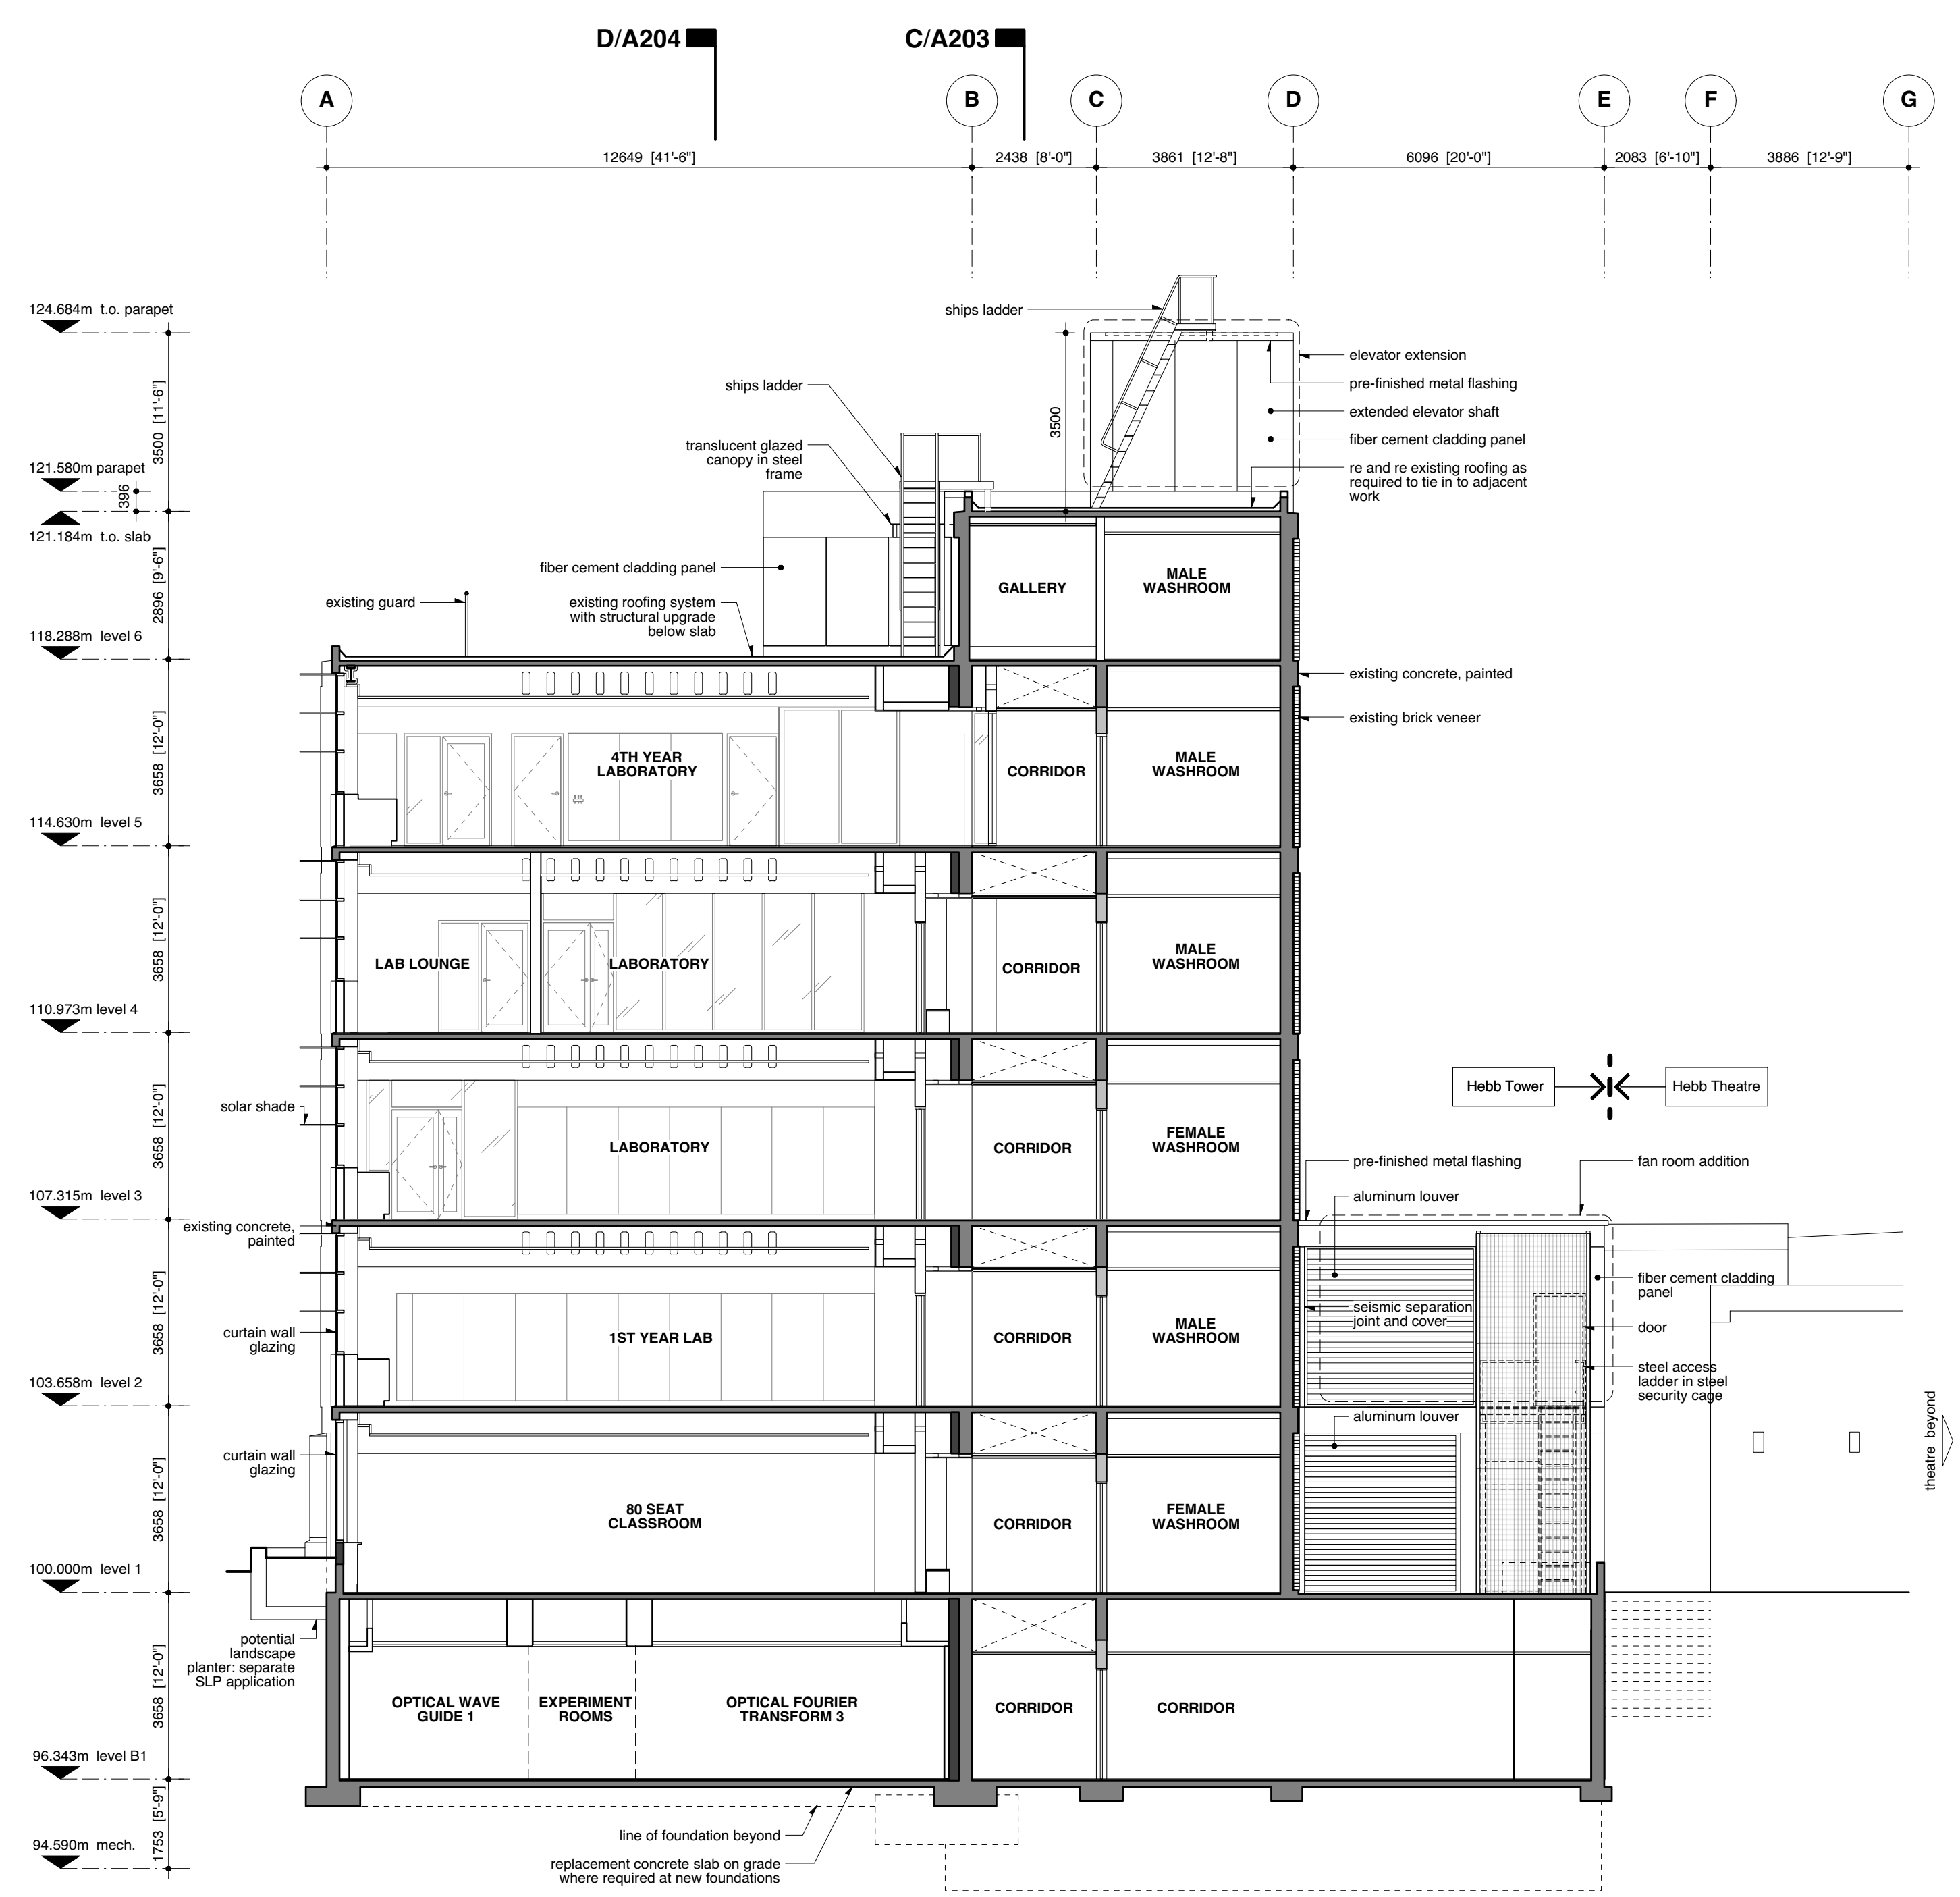 D/A204
C/A203
A
B
C
D
E
F
G
12649 [41'-6"]
2438 [8'-0"]
3861 [12'-8"]
6096 [20'-0"]
2083 [6'-10"]
3886 [12'-9"]
124.684m t.o. parapet
3500 [11'-6"]
121.580m parapet
396
121.184m t.o. slab
2896 [9'-6"]
118.288m level 6
3658 [12'-0"]
114.630m level 5
3658 [12'-0"]
110.973m level 4
3658 [12'-0"]
107.315m level 3
3658 [12'-0"]
103.658m level 2
3658 [12'-0"]
100.000m level 1
3658 [12'-0"]
96.343m level B1
1753 [5'-9"]
94.590m mech.
ships ladder
3500
elevator extension
pre-finished metal flashing
extended elevator shaft
fiber cement cladding panel
re and re existing roofing as
required to tie in to adjacent
work
ships ladder
translucent glazed
canopy in steel
frame
fiber cement cladding panel
existing guard
existing roofing system
with structural upgrade
below slab
GALLERY
MALE
WASHROOM
existing concrete, painted
existing brick veneer
4TH YEAR
LABORATORY
CORRIDOR
MALE
WASHROOM
LAB LOUNGE
LABORATORY
CORRIDOR
MALE
WASHROOM
Hebb Tower
Hebb Theatre
solar shade
LABORATORY
CORRIDOR
FEMALE
WASHROOM
pre-finished metal flashing
fan room addition
aluminum louver
existing concrete,
painted
curtain wall
glazing
1ST YEAR LAB
CORRIDOR
MALE
WASHROOM
seismic separation
joint and cover
fiber cement cladding
panel
door
steel access
ladder in steel
security cage
aluminum louver
theatre beyond
curtain wall
glazing
80 SEAT
CLASSROOM
CORRIDOR
FEMALE
WASHROOM
potential
landscape
planter: separate
SLP application
OPTICAL WAVE
GUIDE 1
EXPERIMENT
ROOMS
OPTICAL FOURIER
TRANSFORM 3
CORRIDOR
CORRIDOR
line of foundation beyond
replacement concrete slab on grade
where required at new foundations